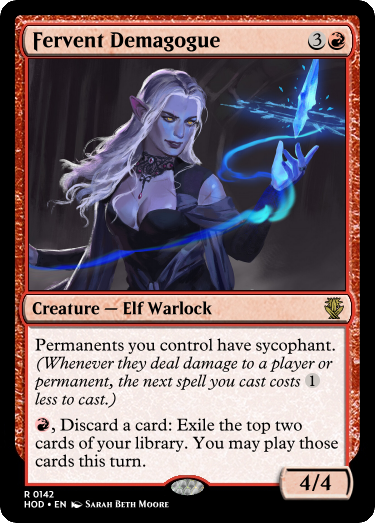 Fervent Demagogue 3
Creature — Elf Warlock
Permanents you control have sycophant.
(Whenever they deal damage to a player or
permanent, the next spell you cast costs 1
less to cast.)
, Discard a card: Exile the top two
cards of your library. You may play those
cards this turn.
4/4
R 0142
HOD • EN Sarah Beth Moore